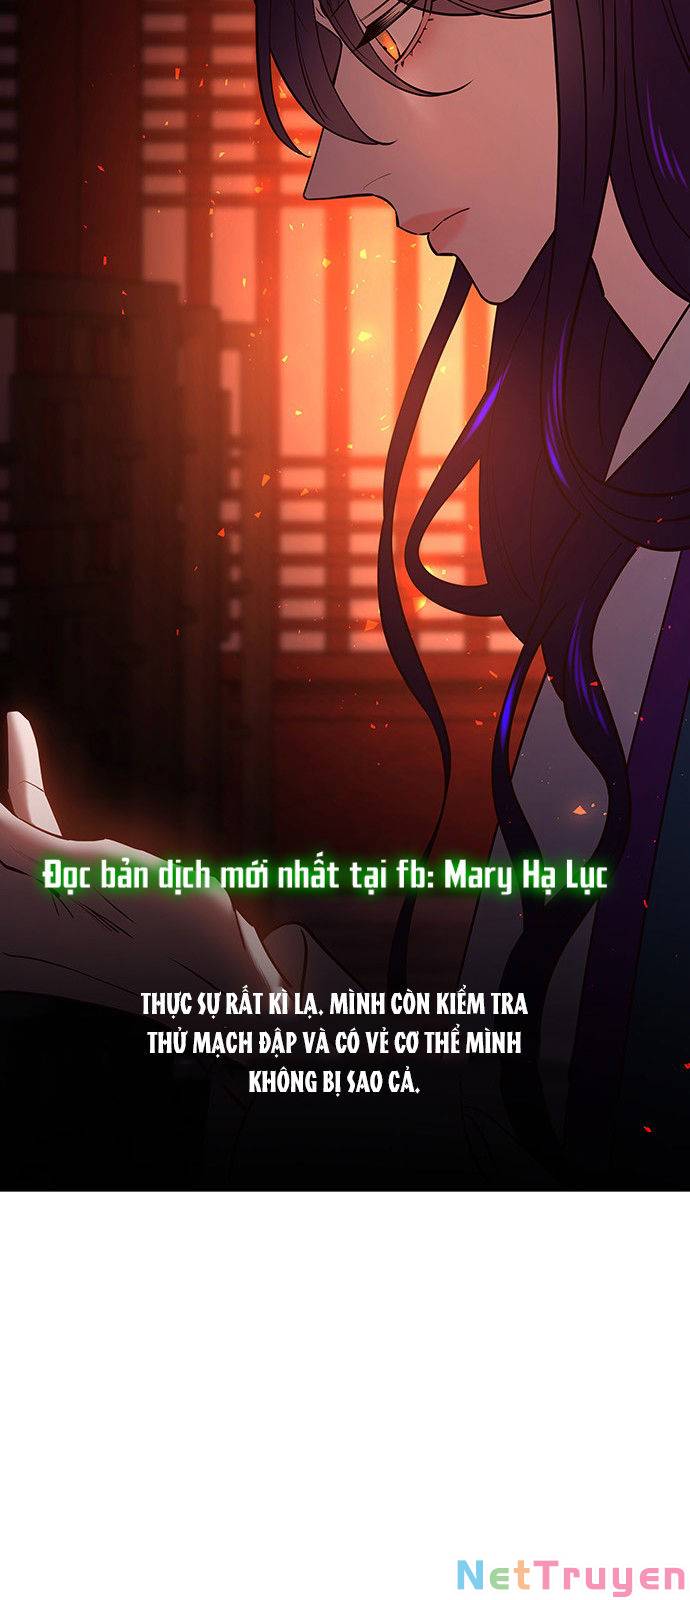 Đọc bản dịch mới nhất tại fb: Mary Hạ Lục
THỰC SỰ RẤT KÌ LẠ, MÌNH CÒN KIỂM TRA
THỬ MẠCH ĐẬP VÀ CÓ VẺ CƠ THỂ MÌNH
KHÔNG BỊ SAO CẢ.
NetTruyen